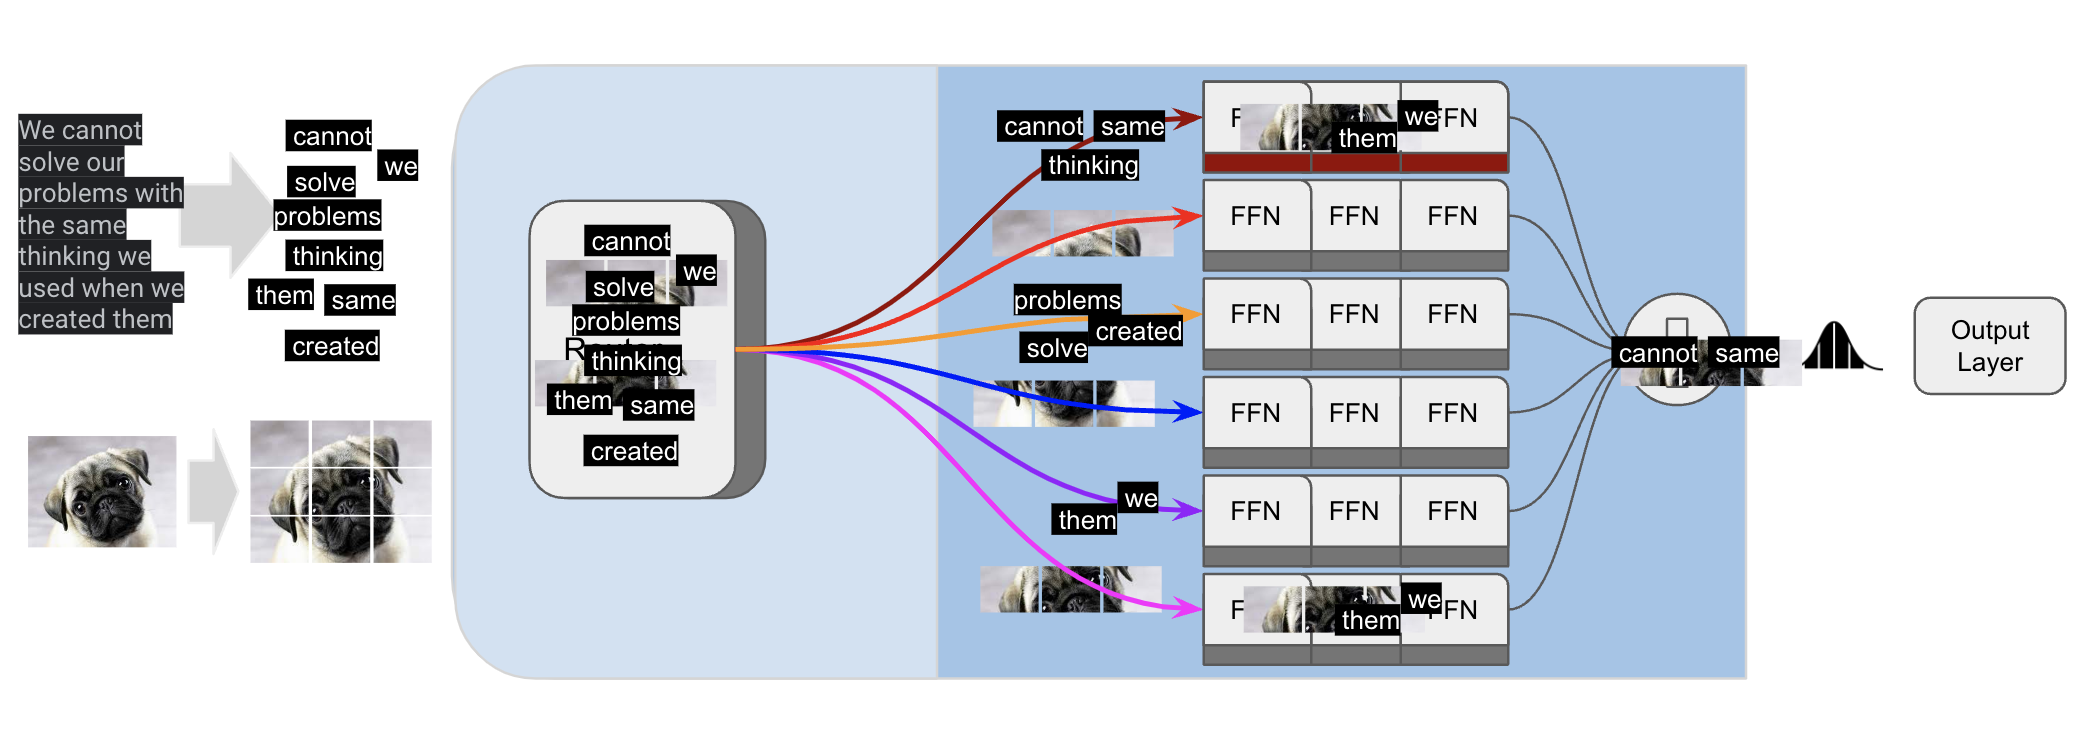 We cannot
solve our
problems with
the same
thinking we
used when we
created them
cannot
we
solve
problems
thinking
them
same
created
cannot
we
solve
problems
thinking
them
same
created
cannot
same
thinking
problems
created
solve
we
them
we
them
FFN
FFN FFN FFN
FFN FFN FFN
FFN FFN FFN
FFN FFN FFN
we
them
FFN
cannot
same
Output
Layer